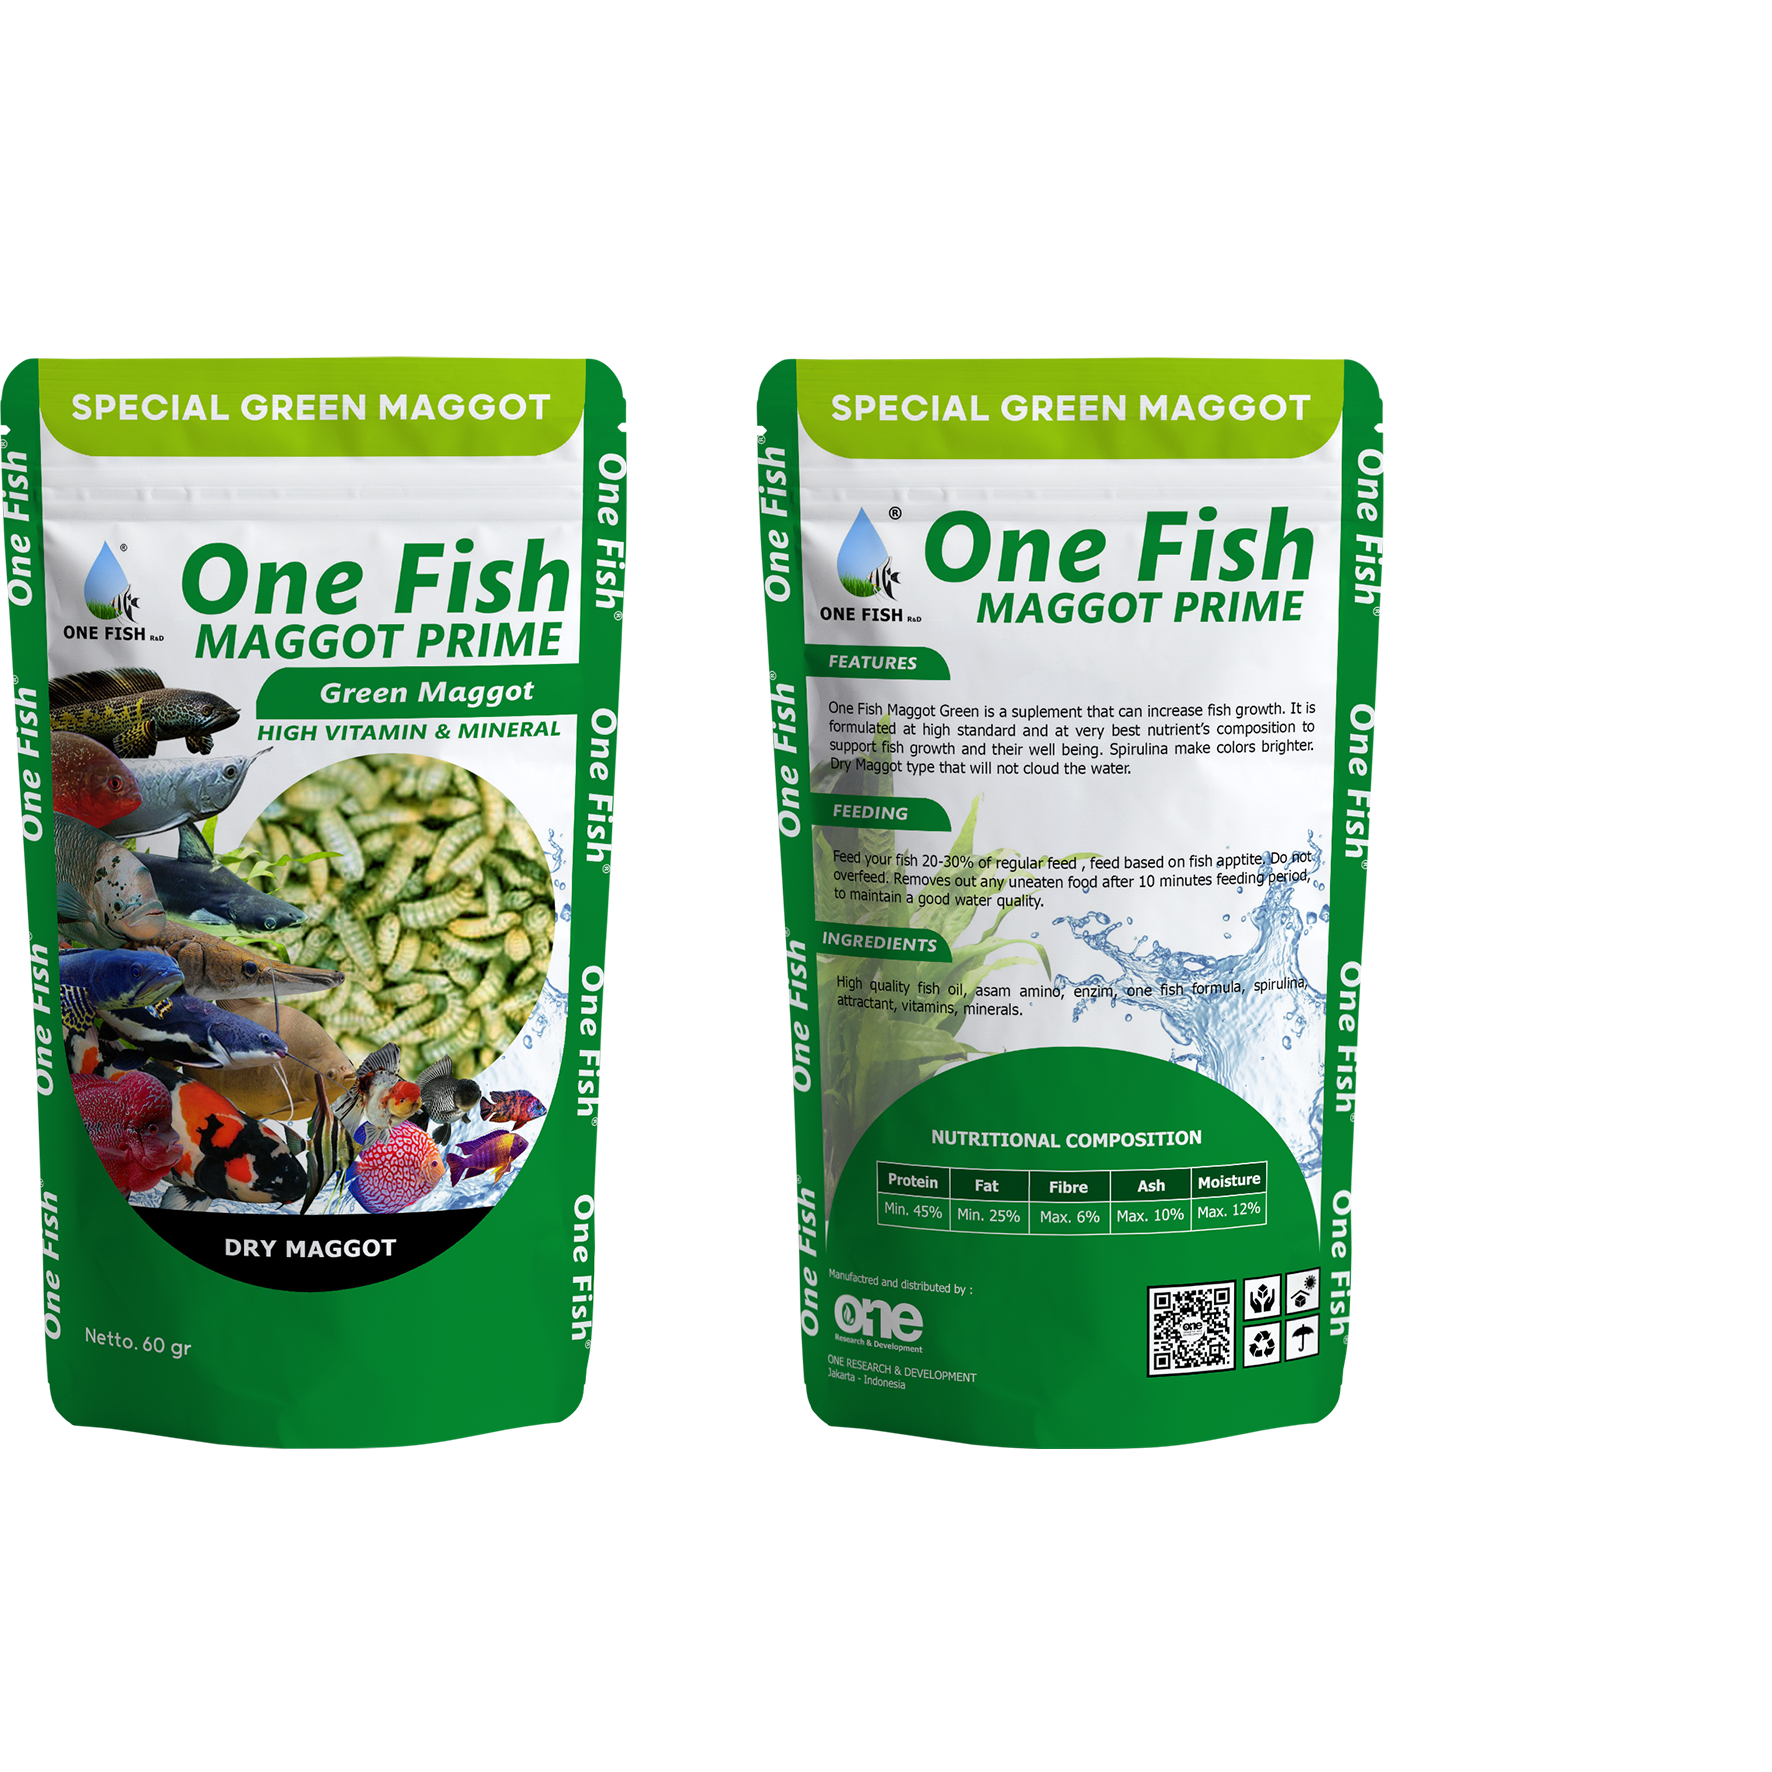 SPECIAL GREEN MAGGOT
®
ONE FISH R&D
One Fish
MAGGOT PRIME
Green Maggot
HIGH VITAMIN & MINERAL
DRY MAGGOT
Netto. 60 gr
One Fish®
One Fish®
One Fish®
One Fish®
One Fish®
One Fish®
One Fish®
One Fish®
SPECIAL GREEN MAGGOT
®
ONE FISH R&D
One Fish
MAGGOT PRIME
FEATURES
One Fish Maggot Green is a suplement that can increase fish growth. It is
formulated at high standard and at very best nutrient’s composition to
support fish growth and their well being. Spirulina make colors brighter.
Dry Maggot type that will not cloud the water.
FEEDING
Feed your fish 20-30% of regular feed , feed based on fish apptite, Do not
overfeed. Removes out any uneaten food after 10 minutes feeding period,
to maintain a good water quality.
INGREDIENTS
High quality fish oil, asam amino, enzim, one fish formula, spirulina,
attractant, vitamins, minerals.
NUTRITIONAL COMPOSITION
Protein Fat Fibre Ash Moisture
Min. 45% Min. 25% Max. 6% Max. 10% Max. 12%
Manufactred and distributed by :
one
Research & Development
ONE RESEARCH & DEVELOPMENT
Jakarta - Indonesia
one
One Fish®
One Fish®
One Fish®
One Fish®
One Fish®
One Fish®
One Fish®
One Fish®